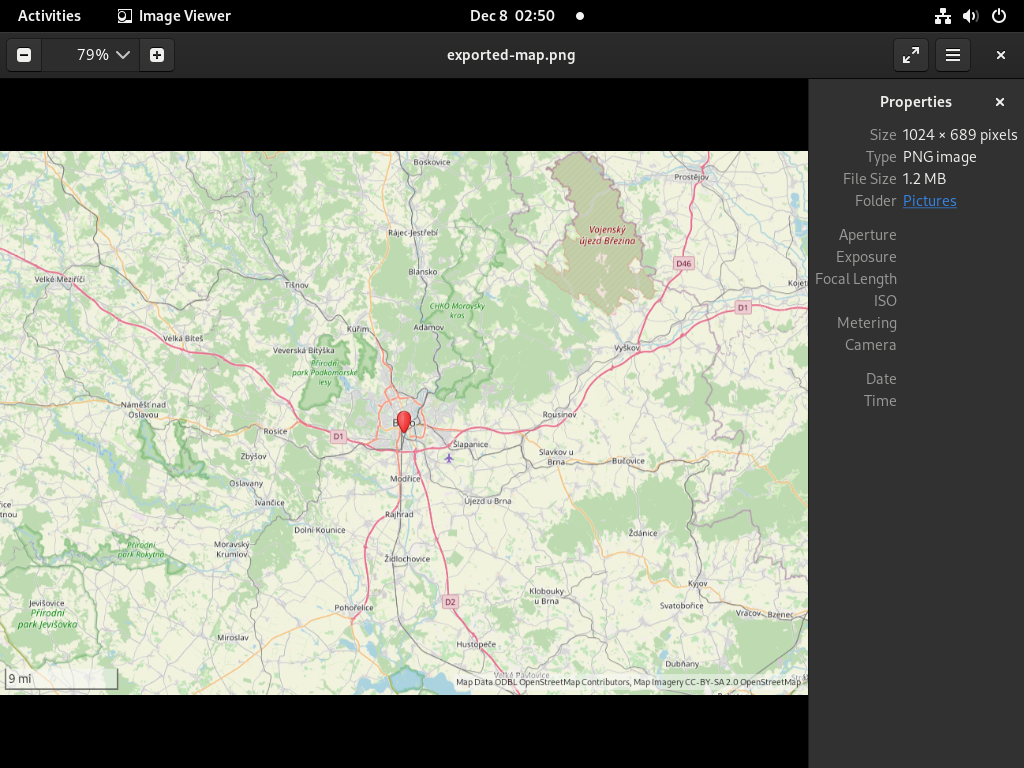 Activities
Image Viewer
Dec 8 02:50
79%
exported-map.png
Properties
Size 1024 × 689 pixels
Type PNG image
File Size 1.2 MB
Folder Pictures
Aperture
Exposure
Focal Length
ISO
Metering
Camera
Date
Time
Boskovice
Prostějov
Rájec-Jestřebí
Vojenský
újezd Březina
D46
Velké Meziříčí
Tišnov
Blansko
D1
CHKO Moravský
kras
Kuřim
Adamov
Velká Bíteš
Veverská Bítýška
Vyškov
Přírodní
park Podkomorské
lesy
Náměšť nad
Oslavou
Rosice
D1
Rousínov
Šlapanice
Slavkov u
Brna
Bučovice
Zbýšov
Oslavany
Modřice
Ivančice
Újezd u Brna
Rajhrad
Dolní Kounice
Ždánice
Moravský
Krumlov
Přírodní
park Rokytná
Židlochovice
Kyjov
Klobouky
u Brna
Jevišovice
Přírodní
park Jevišovka
Pohořelice
D2
Svatobořice
Vracov
Bzenec
Miroslav
Hustopeče
Dubňany
Velké Pavlovice
9 mi
Map Data ODBL OpenStreetMap Contributors, Map Imagery CC-BY-SA 2.0 OpenStreetMap